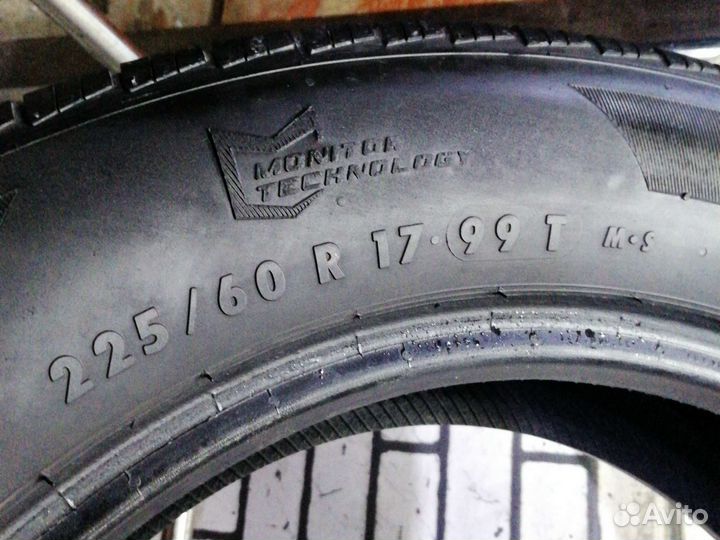 MONITOR
TECHNOLOGY
225/60 R 17·99 T M·S
Avito